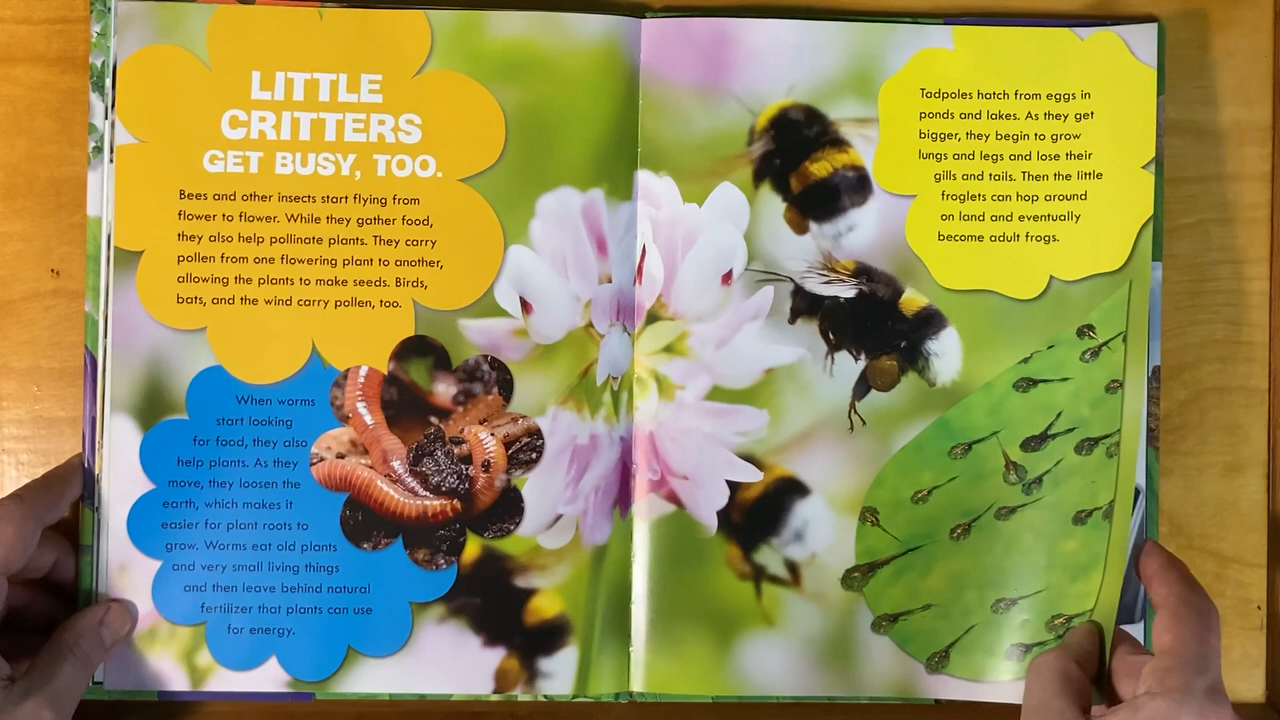 LITTLE
CRITTERS
GET BUSY, TOO.
Bees and other insects start flying from
flower to flower. While they gather food,
they also help pollinate plants. They carry
pollen from one flowering plant to another,
allowing the plants to make seeds. Birds,
bats, and the wind carry pollen, too.
When worms
start looking
for food, they also
help plants. As they
move, they loosen the
earth, which makes it
easier for plant roots to
grow. Worms eat old plants
and very small living things
and then leave behind natural
fertilizer that plants can use
for energy.
Tadpoles hatch from eggs in
ponds and lakes. As they get
bigger, they begin to grow
lungs and legs and lose their
gills and tails. Then the little
froglets can hop around
on land and eventually
become adult frogs.